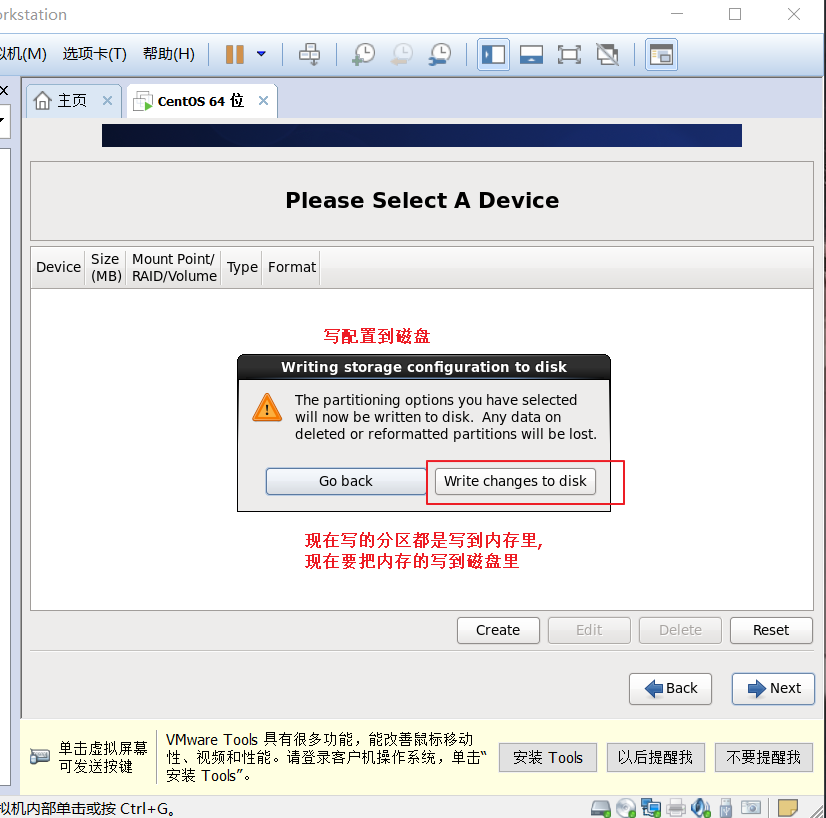 orkstation
拟机(M) 选项卡(T) 帮助(H)
主页 CentOS 64 位
Please Select A Device
Device Size (MB) Mount Point/ RAID/Volume Type Format
写配置到磁盘
Writing storage configuration to disk
The partitioning options you have selected
will now be written to disk. Any data on
deleted or reformatted partitions will be lost.
Go back Write changes to disk
现在写的分区都是写到内存里,
现在要把内存的写到磁盘里
Create Edit Delete Reset
Back Next
单击虚拟屏幕
可发送按键
VMware Tools 具有很多功能，能改善鼠标移动
性、视频和性能。请登录客户机操作系统，单击“
安装 Tools”。
安装 Tools 以后提醒我 不要提醒我
拟机内部单击或按 Ctrl+G。